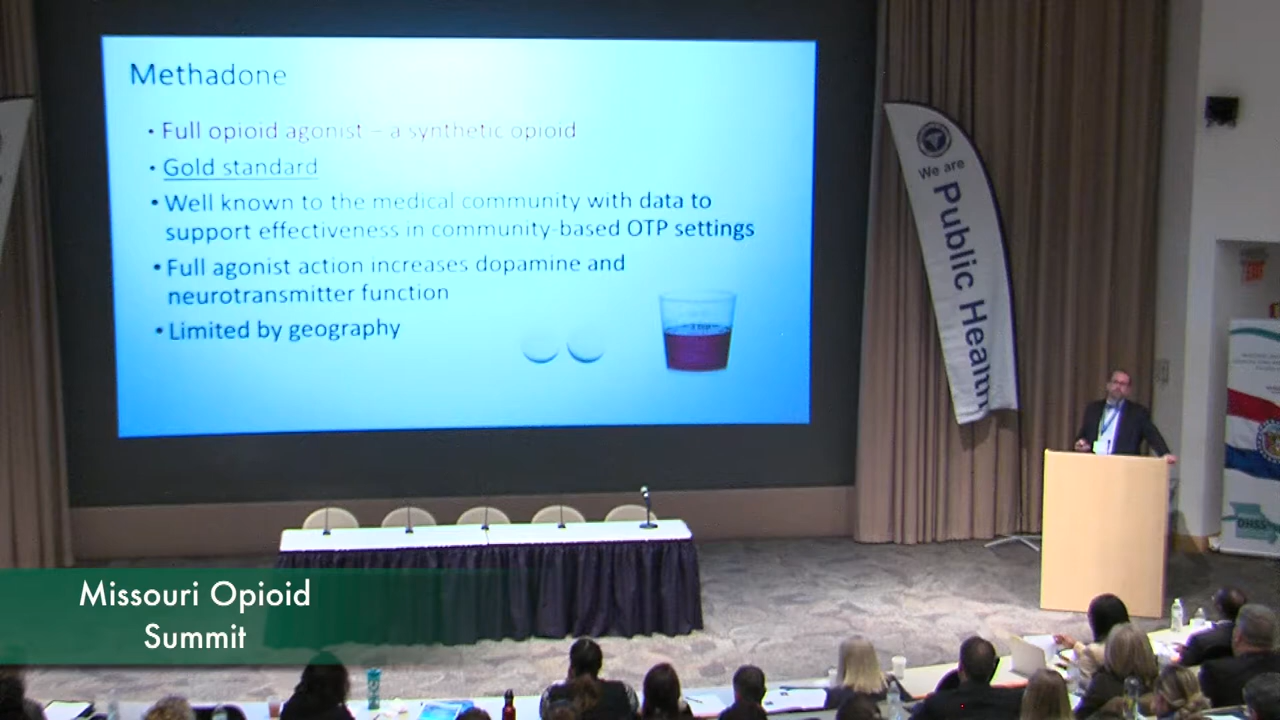 Methadone
• Full opioid agonist – a synthetic opioid
• Gold standard
• Well known to the medical community with data to
support effectiveness in community-based OTP settings
• Full agonist action increases dopamine and
neurotransmitter function
• Limited by geography
We are
Public Health
EXIT
DHSS
Missouri Opioid
Summit